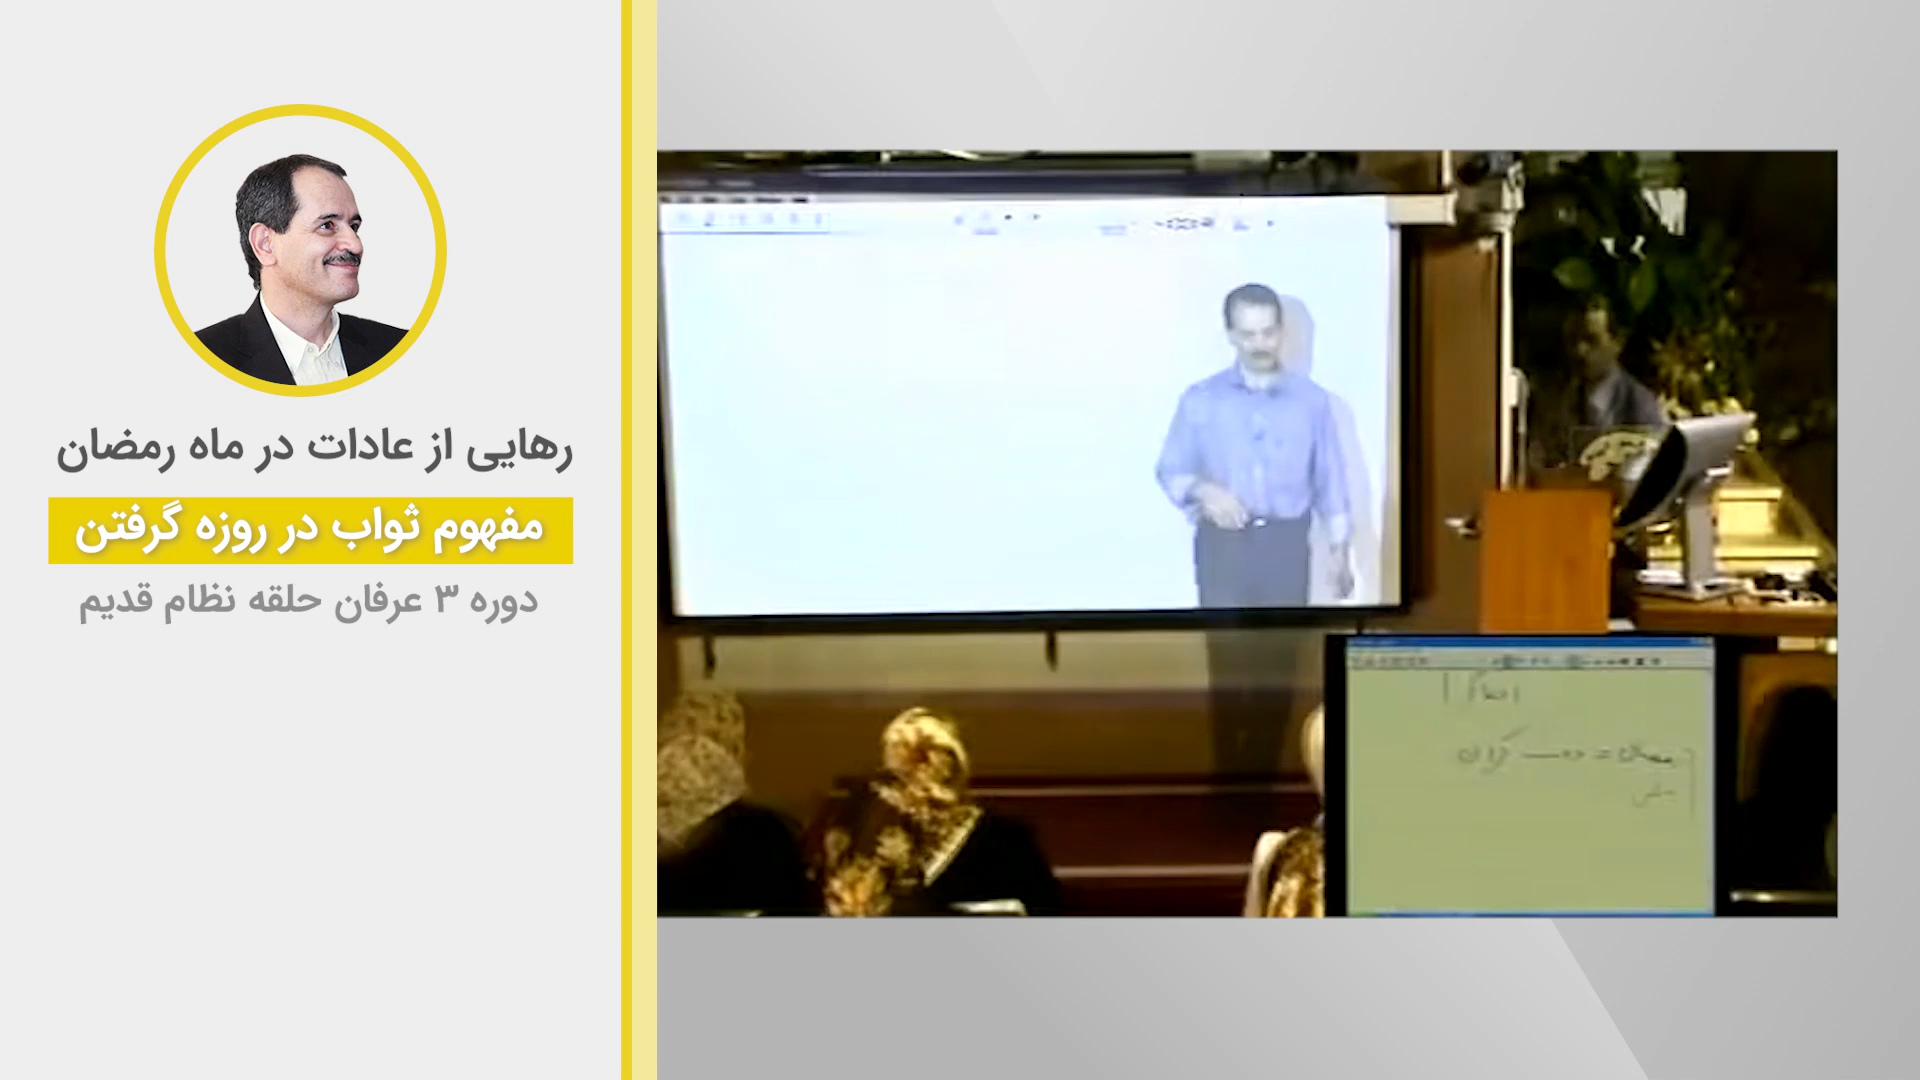 رهایی از عادات در ماه رمضان
مفهوم ثواب در روزه گرفتن
دوره ۳ عرفان حلقه نظام قدیم